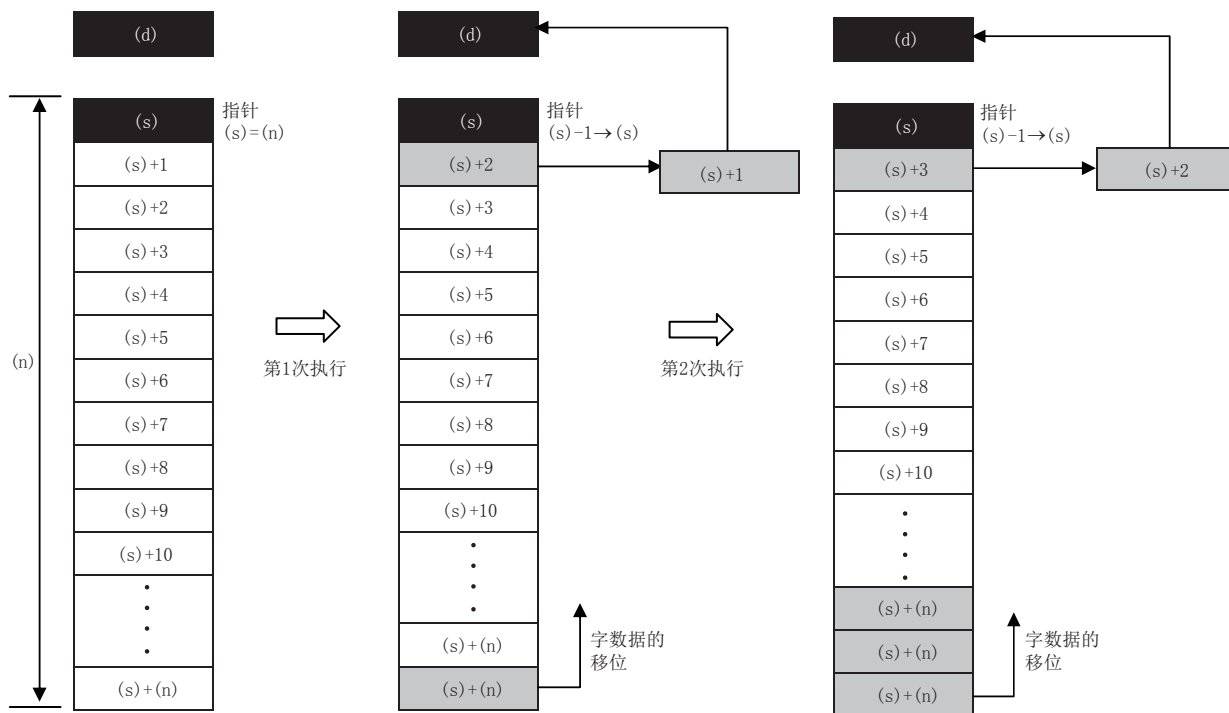 (d)
(s)
指针
(s)=(n)
(s)+1
(s)+2
(s)+3
(s)+4
(s)+5
(s)+6
(s)+7
(s)+8
(s)+9
(s)+10
(s)+(n)
(n)
第1次执行
(d)
(s)
指针
(s)-1→(s)
(s)+2
(s)+1
(s)+3
(s)+4
(s)+5
(s)+6
(s)+7
(s)+8
(s)+9
(s)+10
(s)+(n)
(s)+(n)
字数据的
移位
第2次执行
(d)
(s)
指针
(s)-1→(s)
(s)+3
(s)+2
(s)+4
(s)+5
(s)+6
(s)+7
(s)+8
(s)+9
(s)+10
(s)+(n)
(s)+(n)
(s)+(n)
字数据的
移位